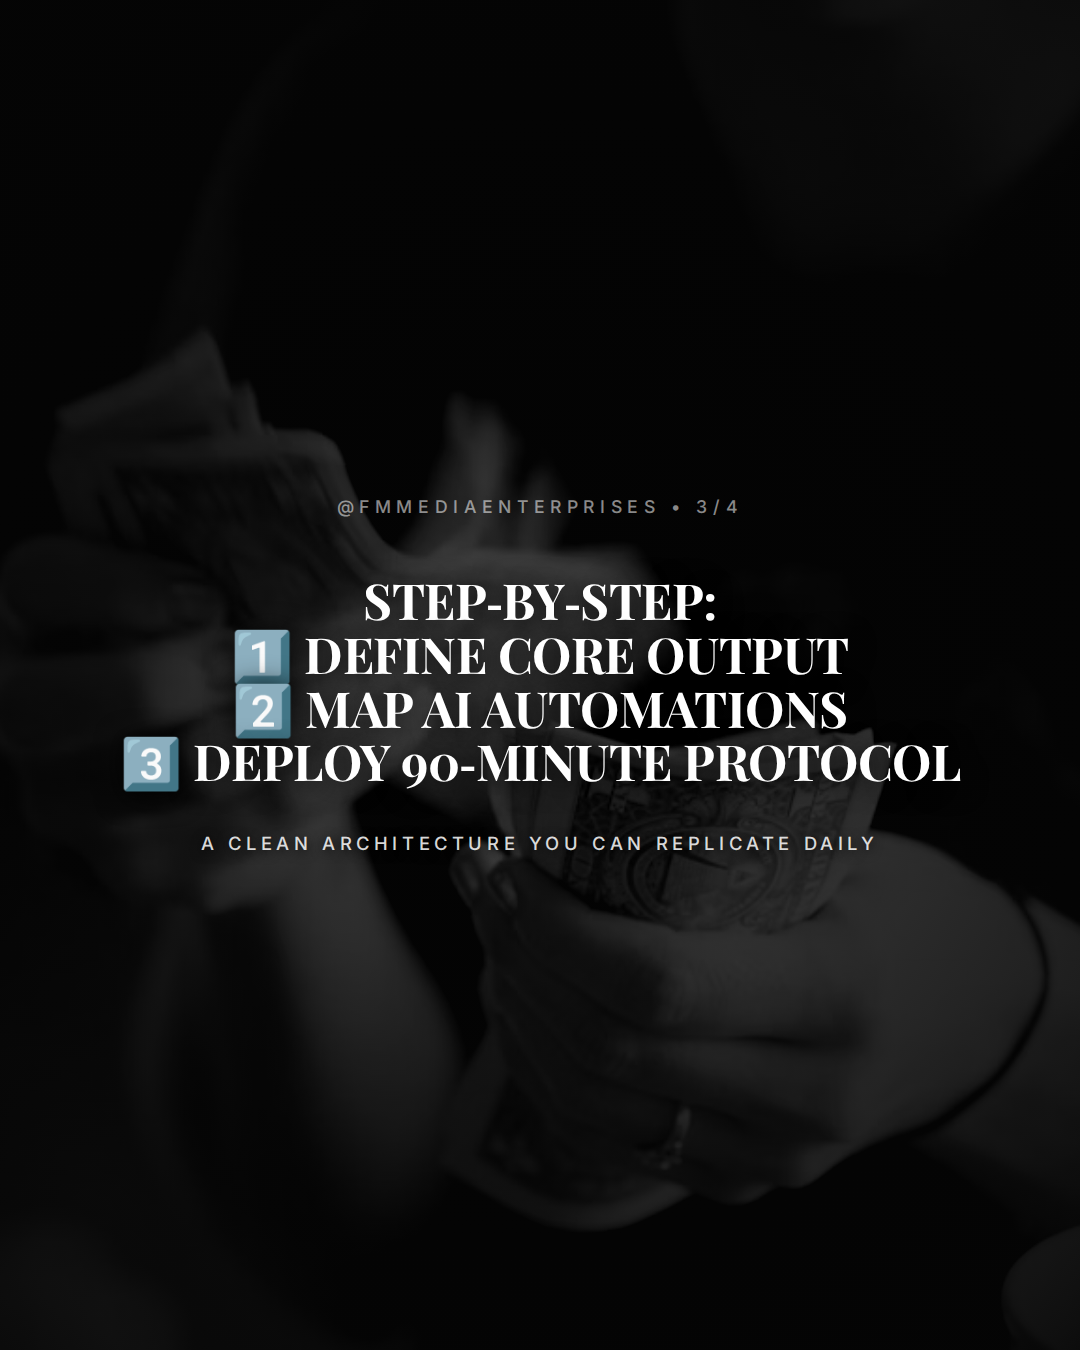 @FMMEDIAENTERPRISES • 3/4
STEP-BY-STEP:
1️⃣ DEFINE CORE OUTPUT
2️⃣ MAP AI AUTOMATIONS
3️⃣ DEPLOY 90-MINUTE PROTOCOL
A CLEAN ARCHITECTURE YOU CAN REPLICATE DAILY